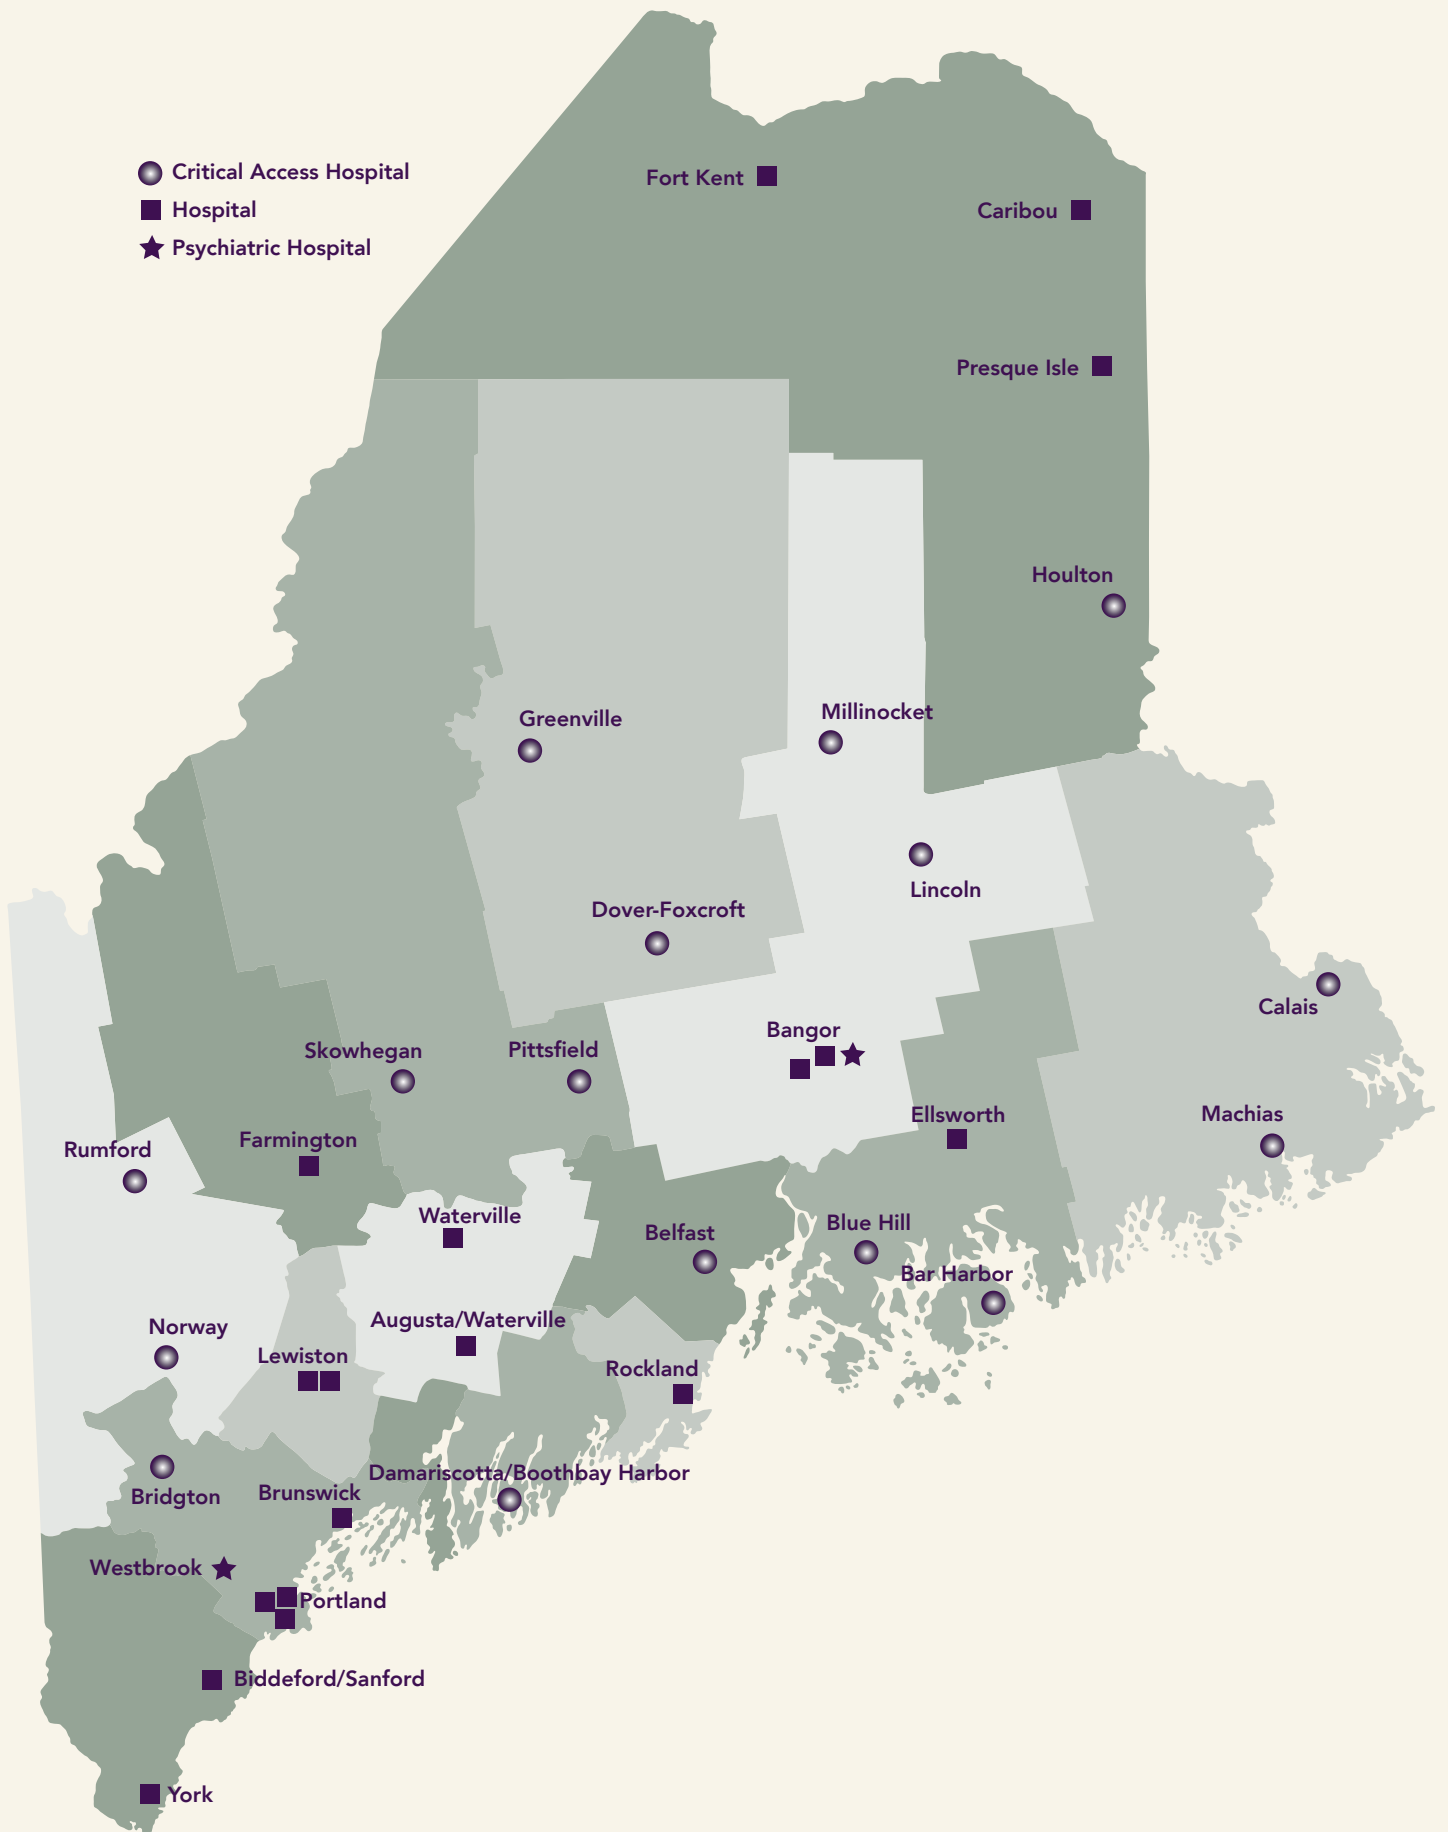 Critical Access Hospital
Hospital
Psychiatric Hospital
Fort Kent
Caribou
Presque Isle
Houlton
Greenville
Millinocket
Lincoln
Dover-Foxcroft
Calais
Bangor
Skowhegan
Pittsfield
Ellsworth
Machias
Rumford
Farmington
Waterville
Belfast
Blue Hill
Bar Harbor
Norway
Augusta/Waterville
Lewiston
Rockland
Damariscotta/Boothbay Harbor
Bridgton
Brunswick
Westbrook
Portland
Biddeford/Sanford
York